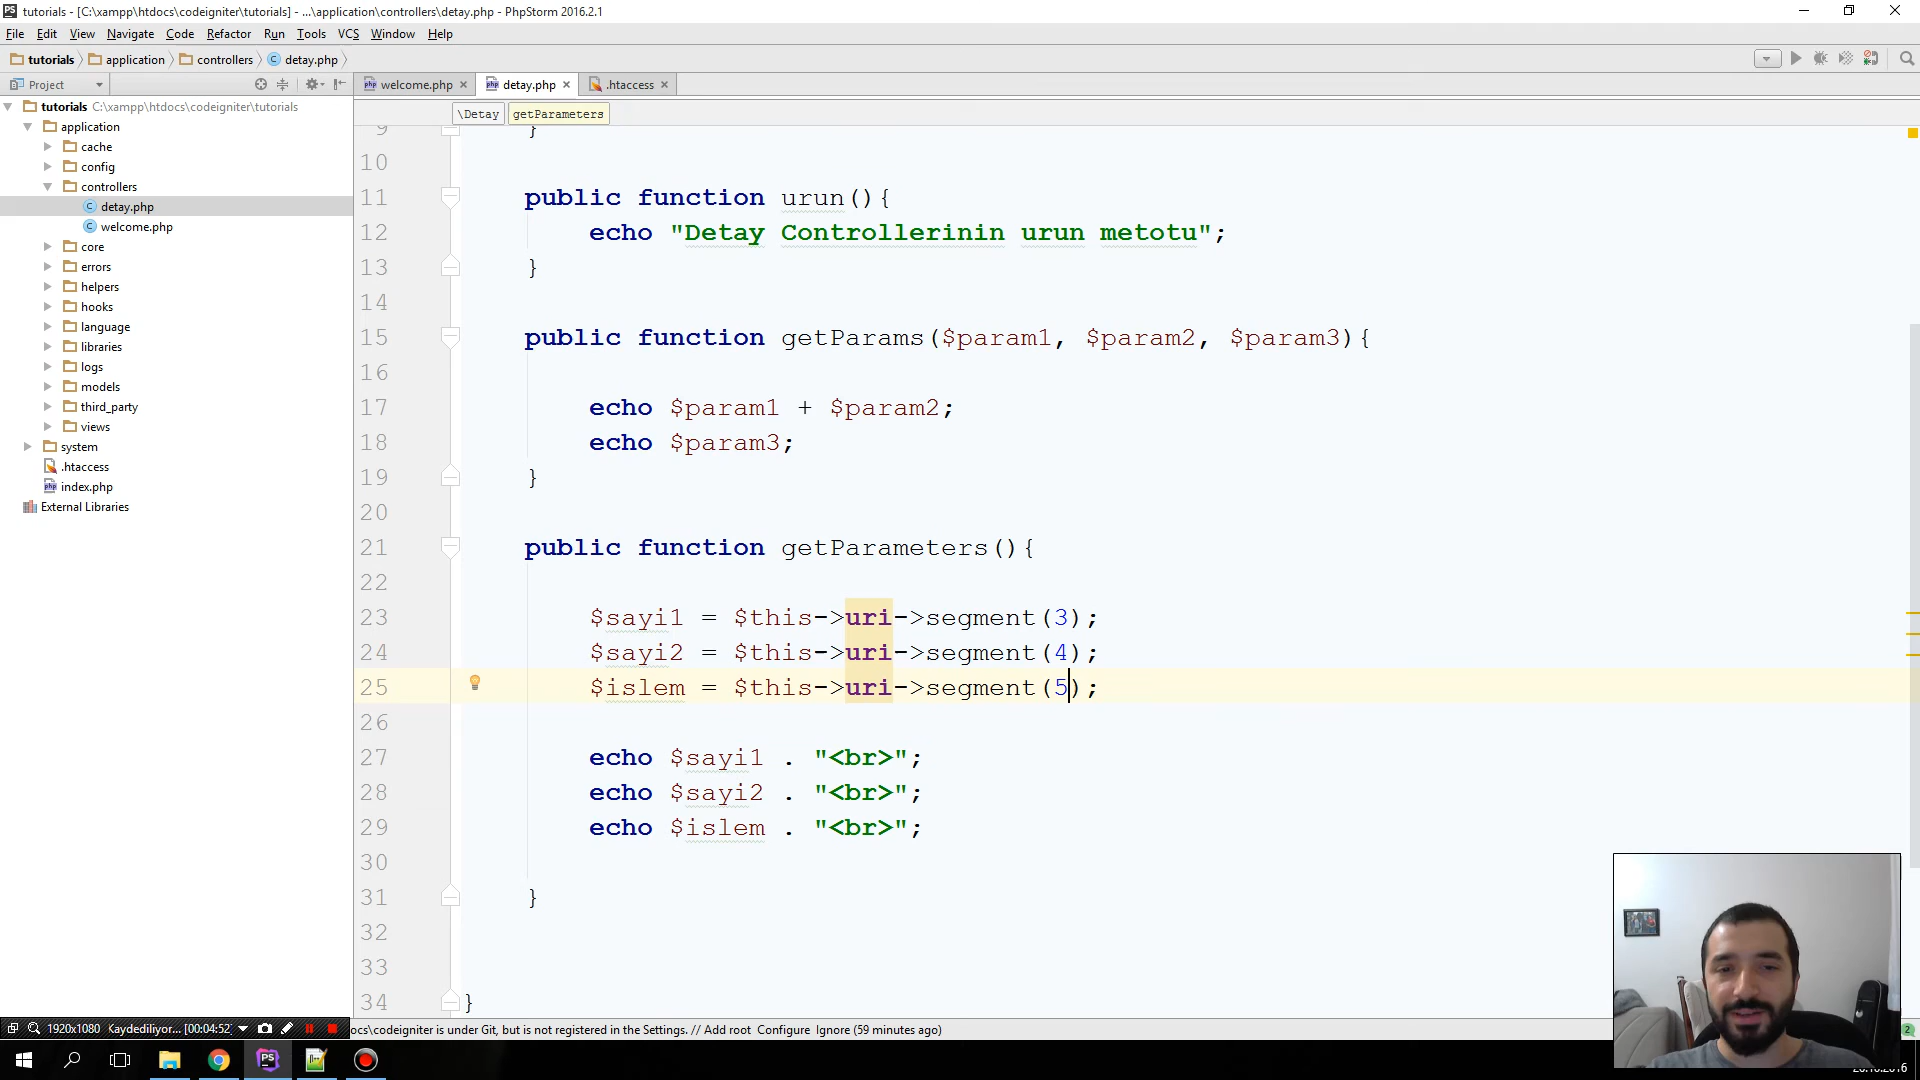 tutorials - [C:\xampp\htdocs\codeigniter\tutorials] - ...\application\controllers\detay.php - PhpStorm 2016.2.1
File Edit View Navigate Code Refactor Run Tools VCS Window Help
tutorials application controllers detay.php
Project
welcome.php detay.php .htaccess
\Detay getParameters
tutorials C:\xampp\htdocs\codeigniter\tutorials
application
cache
config
controllers
detay.php
welcome.php
core
errors
helpers
hooks
language
libraries
logs
models
third_party
views
system
.htaccess
index.php
External Libraries
9 }
10
11 public function urun(){
12 echo "Detay Controllerinin urun metotu";
13 }
14
15 public function getParams($param1, $param2, $param3){
16
17 echo $param1 + $param2;
18 echo $param3;
19 }
20
21 public function getParameters(){
22
23 $sayi1 = $this->uri->segment(3);
24 $sayi2 = $this->uri->segment(4);
25 $islem = $this->uri->segment(5);
26
27 echo $sayi1 . "<br>";
28 echo $sayi2 . "<br>";
29 echo $islem . "<br>";
30
31 }
32
33
34 }
1920x1080 Kaydediliyor... [00:04:52]
ocs\codeigniter is under Git, but is not registered in the Settings. // Add root Configure Ignore (59 minutes ago)
2